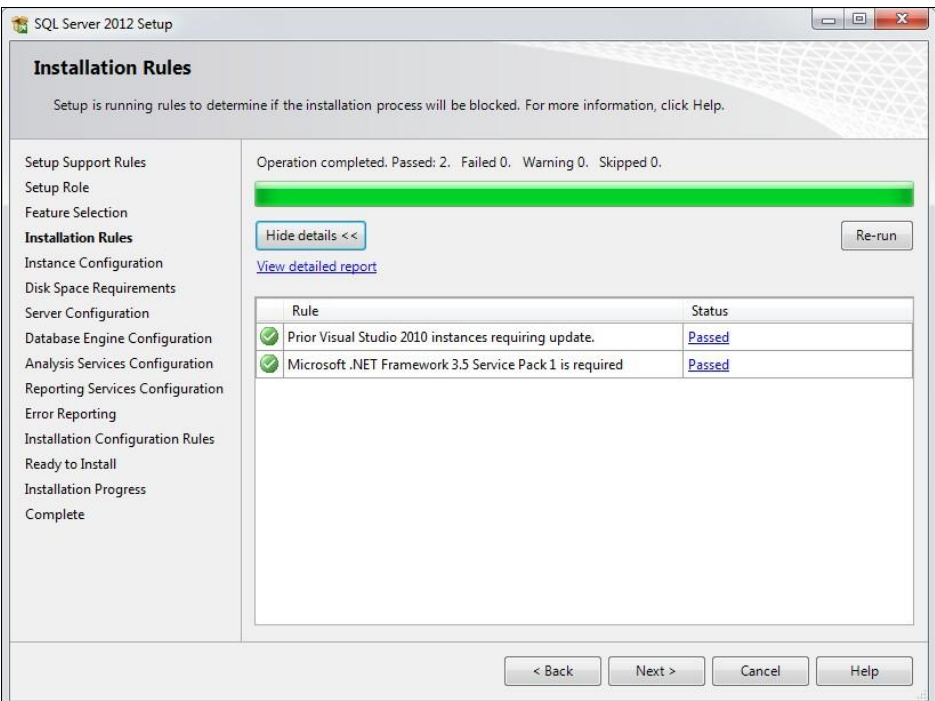 SQL Server 2012 Setup
Installation Rules
Setup is running rules to determine if the installation process will be blocked. For more information, click Help.
Setup Support Rules
Setup Role
Feature Selection
Installation Rules
Instance Configuration
Disk Space Requirements
Server Configuration
Database Engine Configuration
Analysis Services Configuration
Reporting Services Configuration
Error Reporting
Installation Configuration Rules
Ready to Install
Installation Progress
Complete
Operation completed. Passed: 2. Failed 0. Warning 0. Skipped 0.
Hide details <<
Re-run
View detailed report
Rule Status
Prior Visual Studio 2010 instances requiring update. Passed
Microsoft .NET Framework 3.5 Service Pack 1 is required Passed
< Back Next > Cancel Help